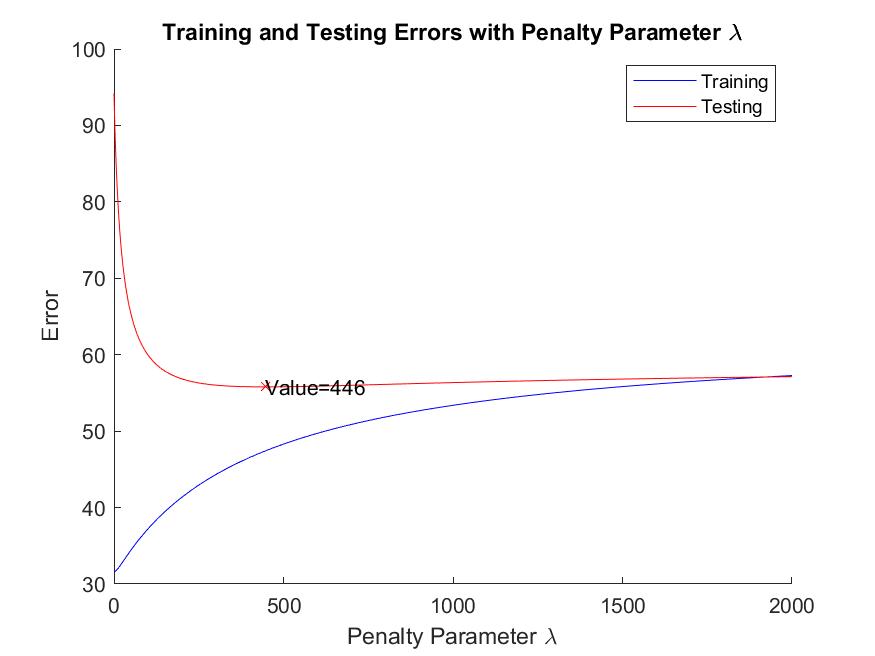 Training and Testing Errors with Penalty Parameter λ
100
90
80
70
60
50
40
30
Error
Training
Testing
Value=446
0
500
1000
1500
2000
Penalty Parameter λ